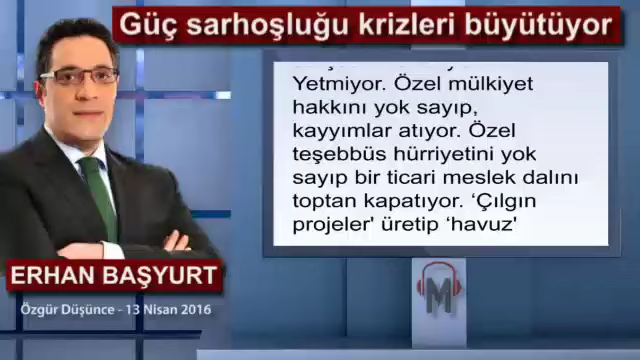 Güç sarhoşluğu krizleri büyütüyor
Yetmiyor. Özel mülkiyet
hakkını yok sayıp,
kayyımlar atıyor. Özel
teşebbüs hürriyetini yok
sayıp bir ticari meslek dalını
toptan kapatıyor. ‘Çılgın
projeler' üretip ‘havuz'
ERHAN BAŞYURT
Özgür Düşünce - 13 Nisan 2016
M